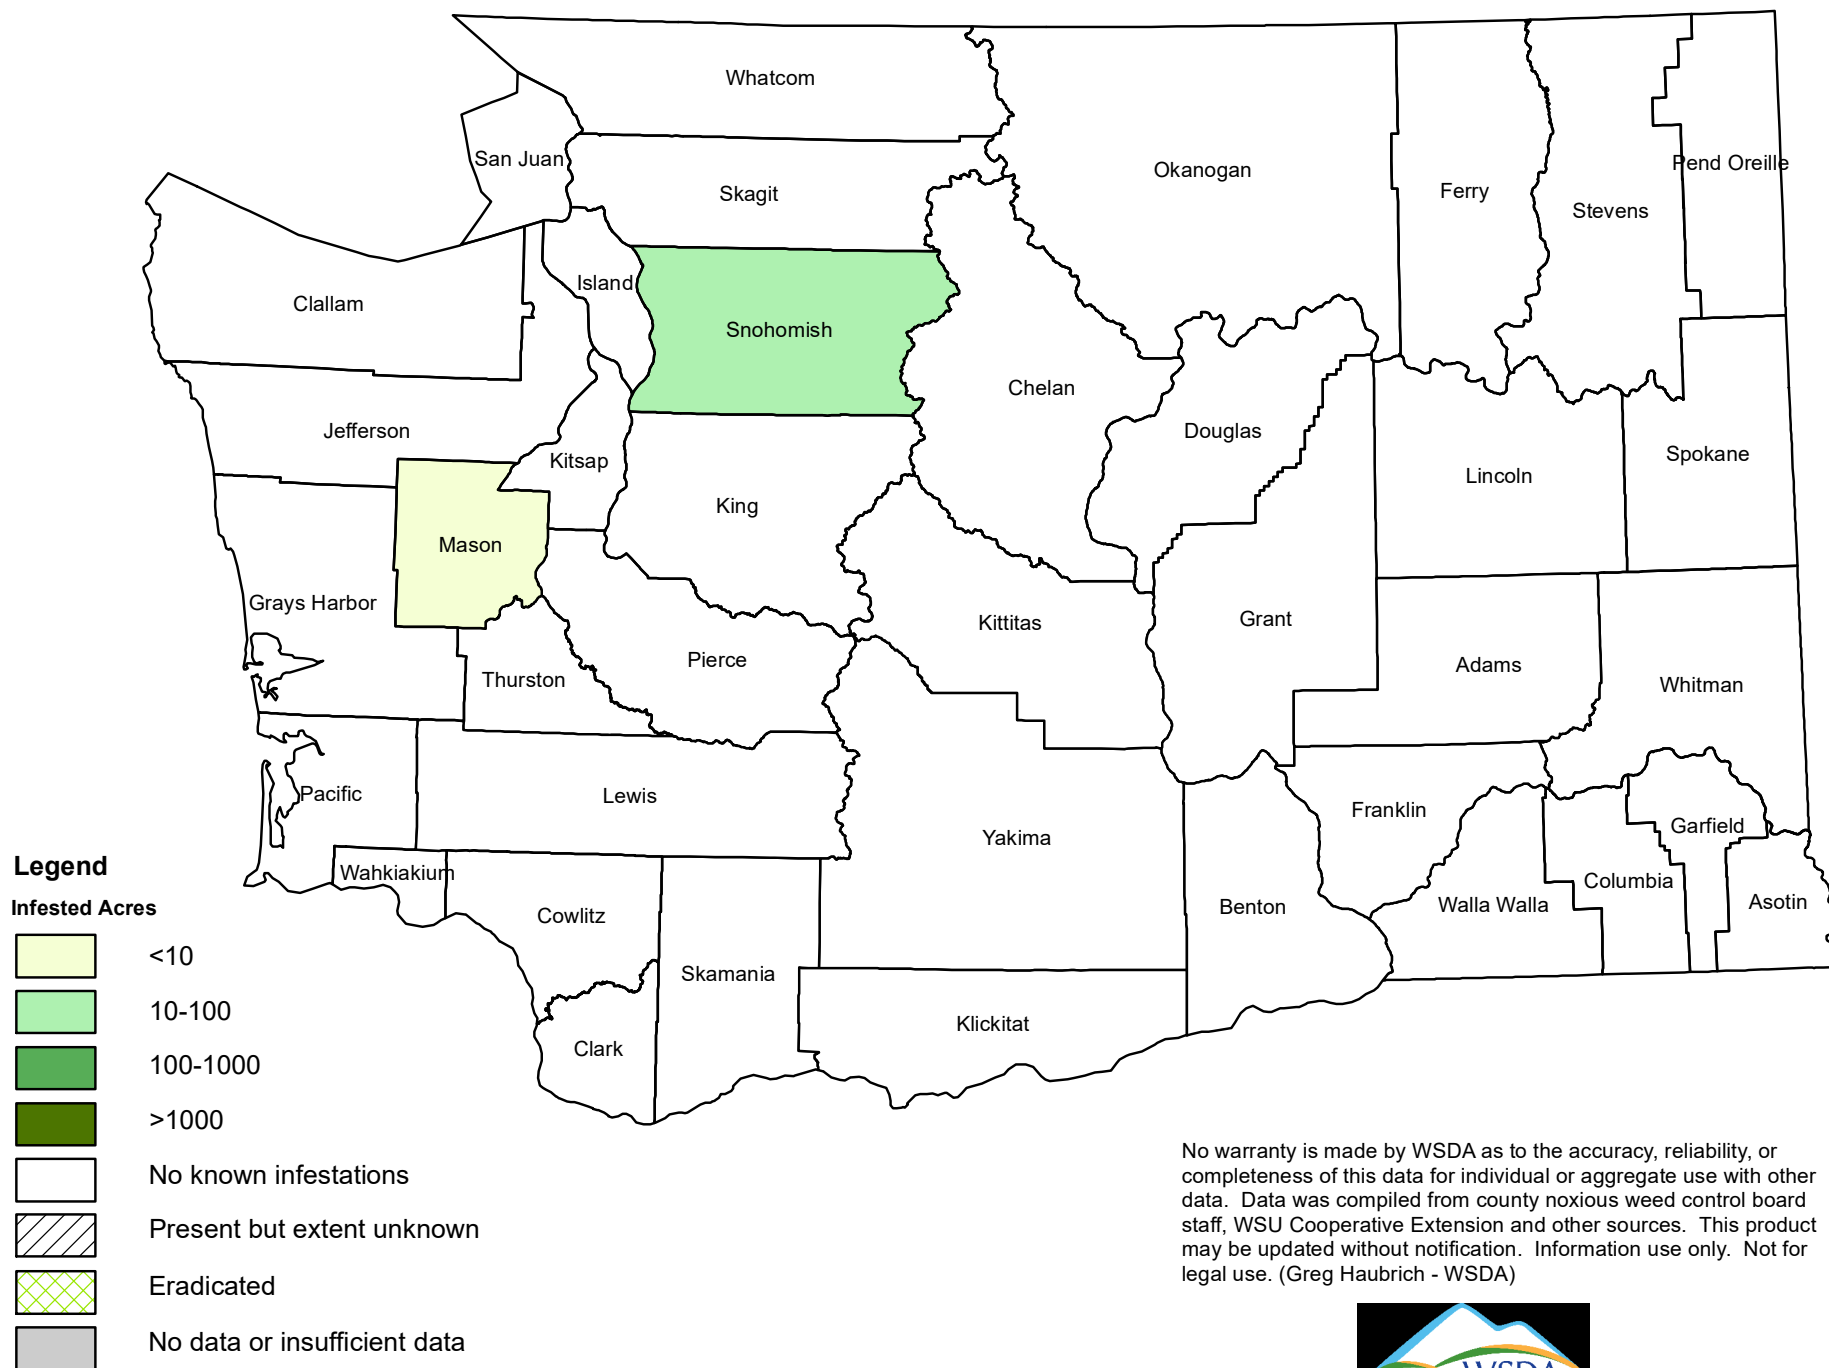 Whatcom
San Juan
Skagit
Okanogan
Ferry
Stevens
Pend Oreille
Clallam
Island
Snohomish
Chelan
Jefferson
Kitsap
Douglas
Lincoln
Spokane
King
Mason
Grays Harbor
Kittitas
Grant
Pierce
Adams
Thurston
Whitman
Pacific
Lewis
Yakima
Franklin
Garfield
Wahkiakium
Columbia
Asotin
Cowlitz
Benton
Walla Walla
Skamania
Klickitat
Clark
Legend
Infested Acres
<10
10-100
100-1000
>1000
No known infestations
Present but extent unknown
Eradicated
No data or insufficient data
No warranty is made by WSDA as to the accuracy, reliability, or
completeness of this data for individual or aggregate use with other
data.  Data was compiled from county noxious weed control board
staff, WSU Cooperative Extension and other sources.  This product
may be updated without notification.  Information use only.  Not for
legal use. (Greg Haubrich - WSDA)
WSDA